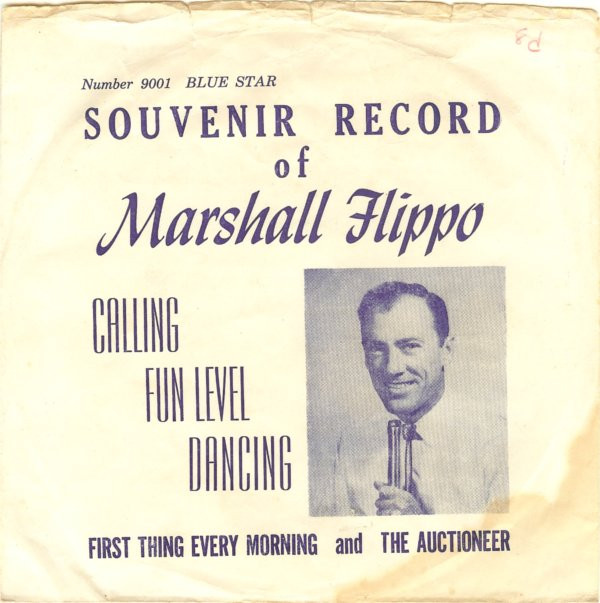 Number 9001 BLUE STAR
SOUVENIR RECORD
of
Marshall Flippo
CALLING
FUN LEVEL
DANCING
FIRST THING EVERY MORNING and THE AUCTIONEER